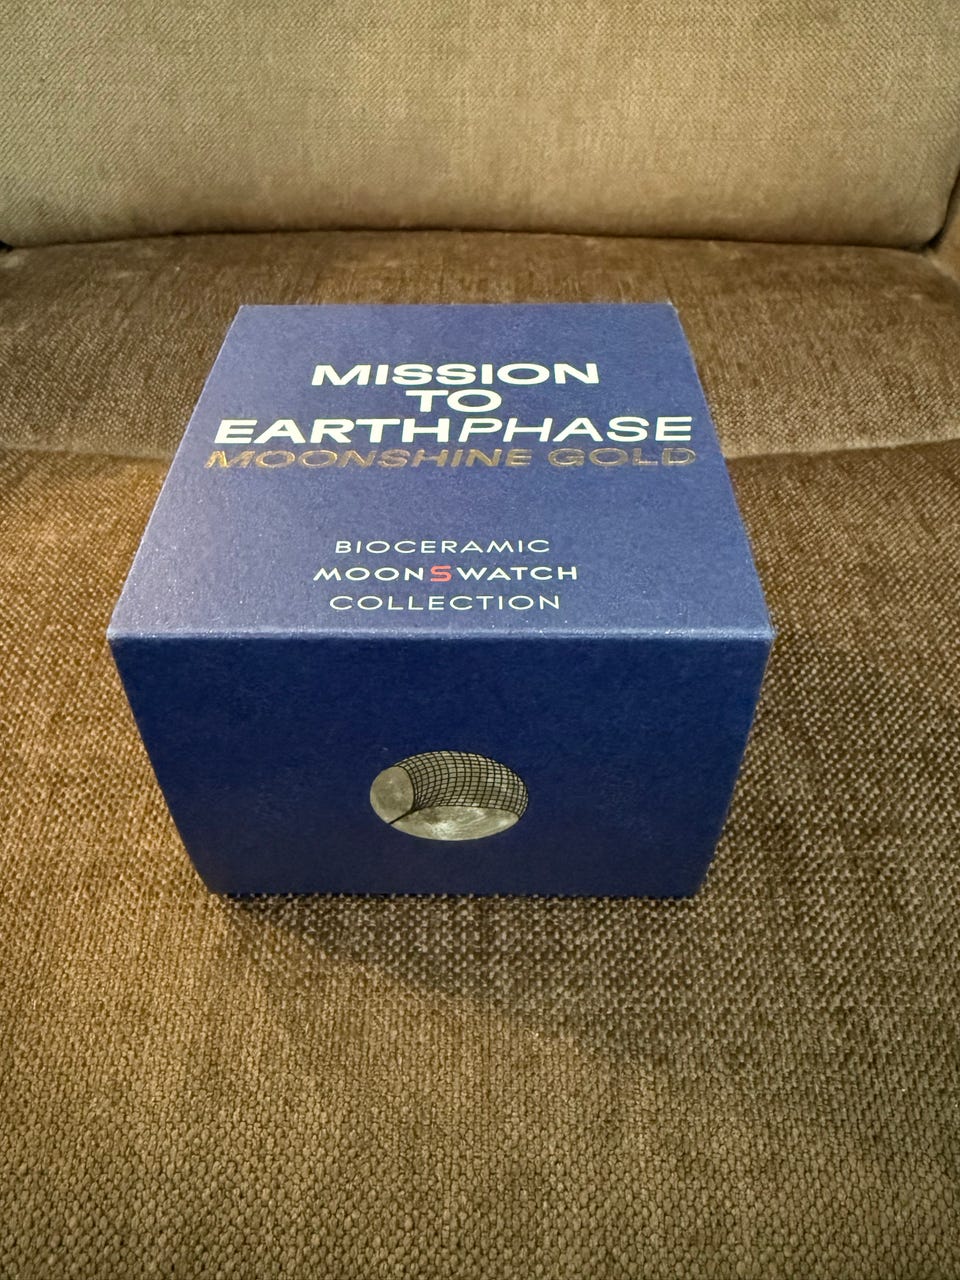 MISSION
TO
EARTHPHASE
MOONSHINE GOLD
BIOCERAMIC
MOONSWATCH
COLLECTION